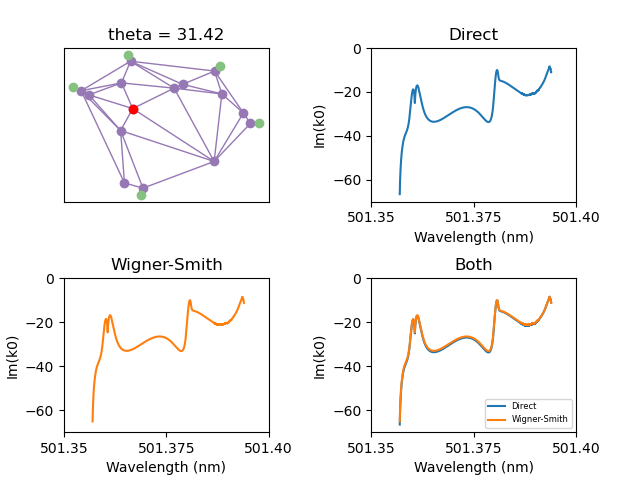 theta = 31.42
Direct
0
−20
−40
−60
Im(k0)
501.35
501.375
501.40
Wavelength (nm)
Wigner-Smith
0
−20
−40
−60
Im(k0)
501.35
501.375
501.40
Wavelength (nm)
Both
0
−20
−40
−60
Im(k0)
Direct
Wigner-Smith
501.35
501.375
501.40
Wavelength (nm)